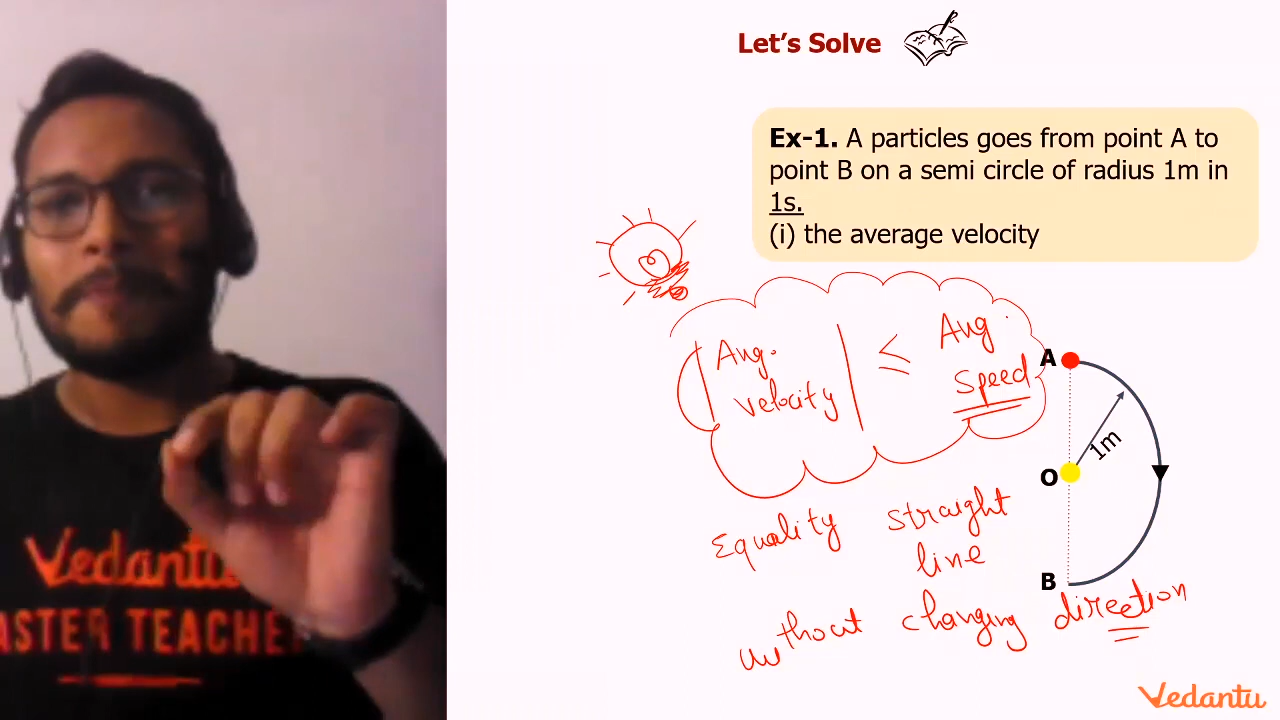 Let's Solve
Ex-1. A particles goes from point A to
point B on a semi circle of radius 1m in
1s.
(i) the average velocity
|Avg. velocity| ≤ Avg. speed
A
1m
O
B
Equality straight
line
without changing direction
Vedantu
MASTER TEACHER
Vedantu